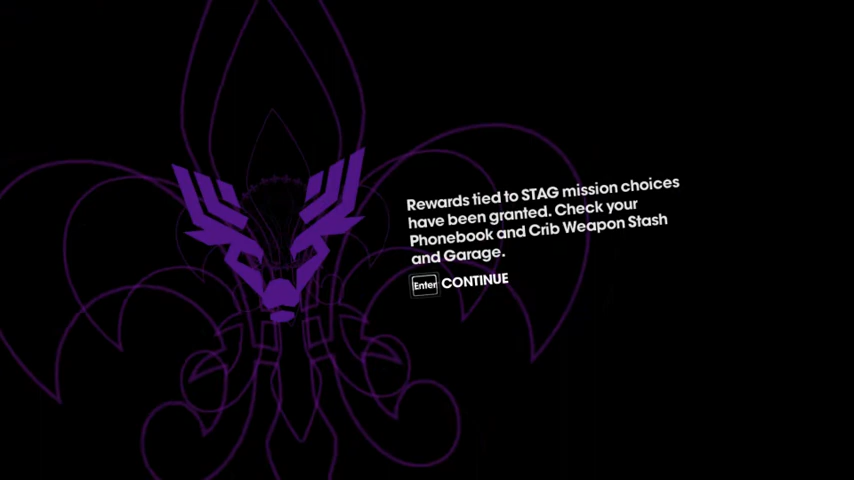 Rewards tied to STAG mission choices
have been granted. Check your
Phonebook and Crib Weapon Stash
and Garage.
Enter CONTINUE